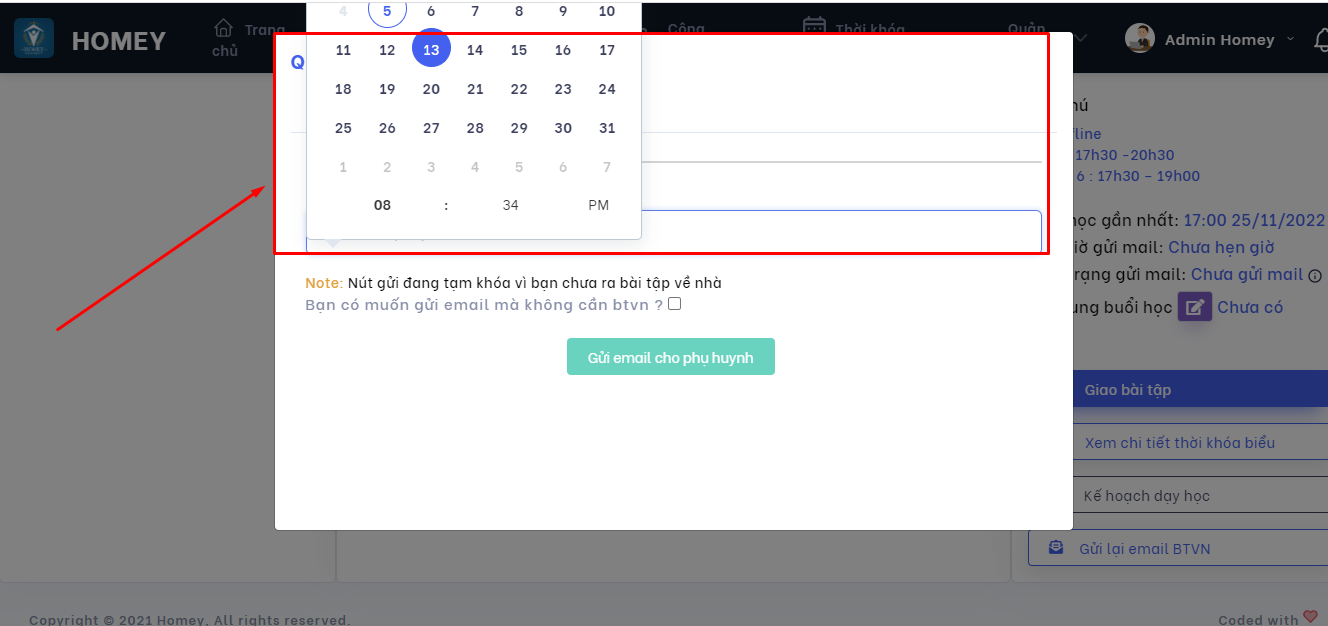 4 5 6 7 8 9 10
HOMEY
Trang chủ
Công
Thời khóa
Quản
Admin Homey
Q
11 12 13 14 15 16 17
18 19 20 21 22 23 24
25 26 27 28 29 30 31
1 2 3 4 5 6 7
08 : 34 PM
Note: Nút gửi đang tạm khóa vì bạn chưa ra bài tập về nhà
Bạn có muốn gửi email mà không cần btvn ?
Gửi email cho phụ huynh
hú
fline
17h30 -2030
6 : 17h30 – 19h00
học gần nhất: 17:00 25/11/2022
iờ gửi mail: Chưa hẹn giờ
rạng gửi mail: Chưa gửi mail
ung buổi học Chưa có
Giao bài tập
Xem chi tiết thời khóa biểu
Kế hoạch dạy học
Gửi lại email BTVN
Copyright © 2021 Homey, All rights reserved.
Coded with